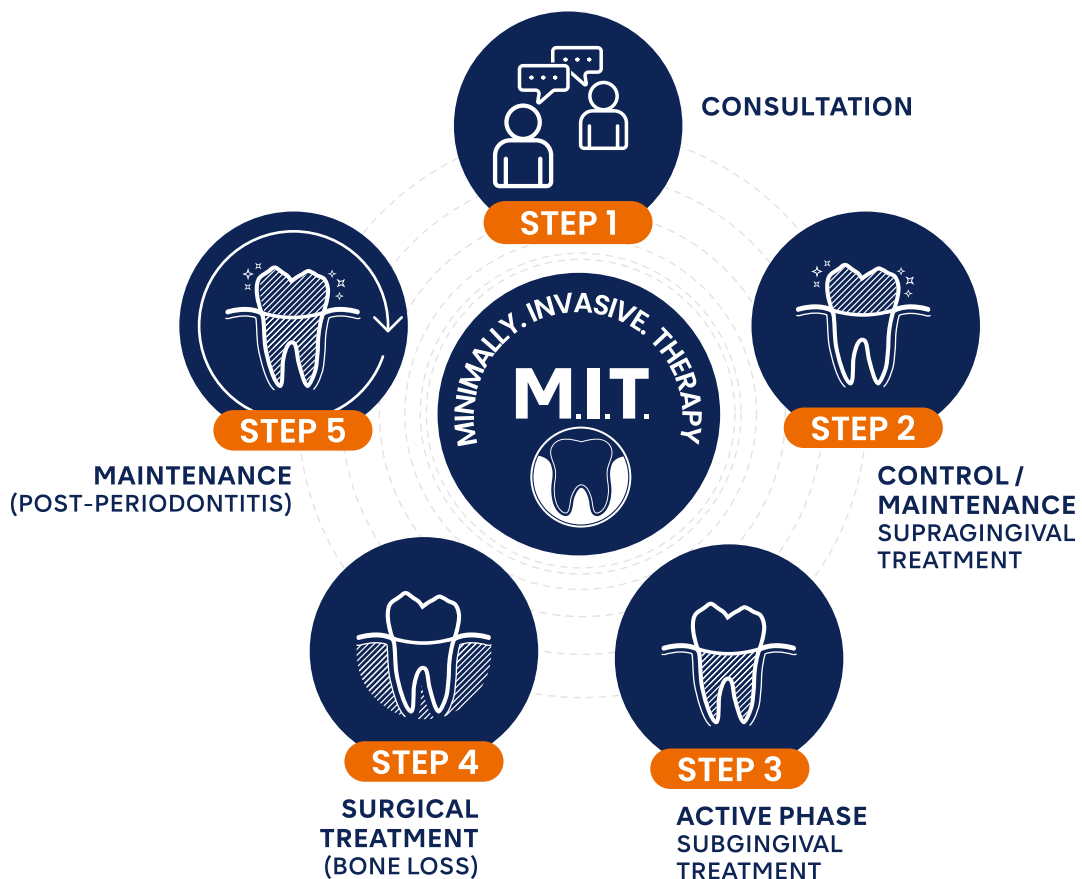 CONSULTATION
STEP 1
MINIMALLY. INVASIVE. THERAPY
M.I.T.
STEP 2
CONTROL /
MAINTENANCE
SUPRAGINGIVAL
TREATMENT
STEP 3
ACTIVE PHASE
SUBGINGIVAL
TREATMENT
STEP 4
SURGICAL
TREATMENT
(BONE LOSS)
STEP 5
MAINTENANCE
(POST-PERIODONTITIS)